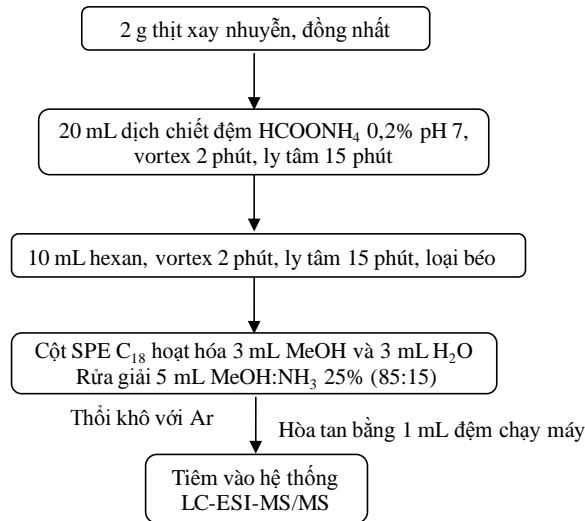 2 g thịt xay nhuyễn, đồng nhất
20 mL dịch chiết đệm HCOONH₄ 0,2% pH 7,
vortex 2 phút, ly tâm 15 phút
10 mL hexan, vortex 2 phút, ly tâm 15 phút, loại béo
Cột SPE C₁₈ hoạt hóa 3 mL MeOH và 3 mL H₂O
Rửa giải 5 mL MeOH:NH₃ 25% (85:15)
Thổi khô với Ar
Hòa tan bằng 1 mL đệm chạy máy
Tiêm vào hệ thống
LC-ESI-MS/MS